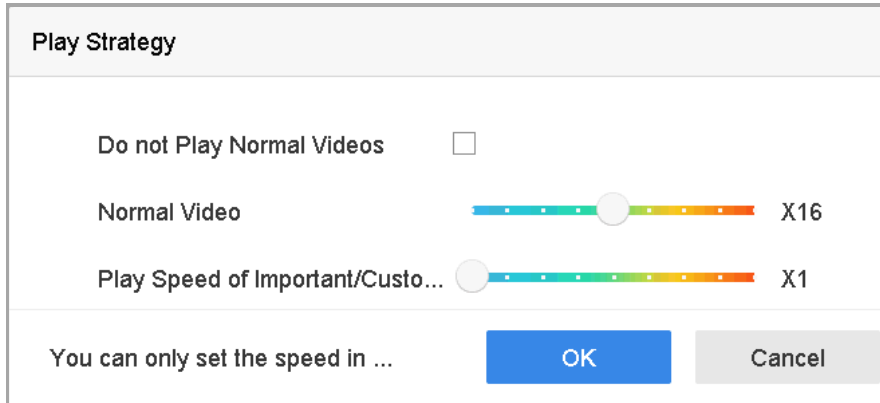 Play Strategy
Do not Play Normal Videos
Normal Video X16
Play Speed of Important/Custo... X1
You can only set the speed in ... OK Cancel